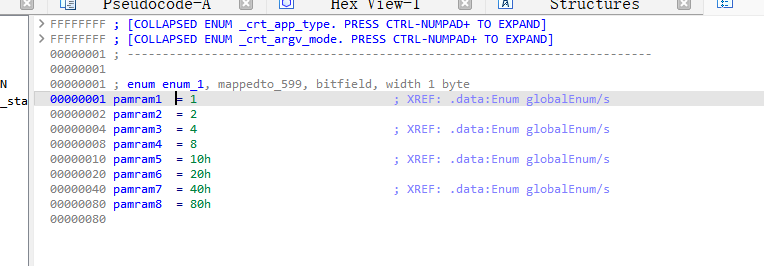 Pseudocode-A Hex View-1 Structures
FFFFFFFF ; [COLLAPSED ENUM _crt_app_type. PRESS CTRL-NUMPAD+ TO EXPAND]
FFFFFFFF ; [COLLAPSED ENUM _crt_argv_mode. PRESS CTRL-NUMPAD+ TO EXPAND]
00000001 ; ---------------------------------------------------------------------------
00000001
N 00000001 ; enum enum_1, mappedto_599, bitfield, width 1 byte
_sta 00000001 pamram1 = 1 ; XREF: .data:Enum globalEnum/s
00000002 pamram2 = 2
00000004 pamram3 = 4 ; XREF: .data:Enum globalEnum/s
00000008 pamram4 = 8
00000010 pamram5 = 10h ; XREF: .data:Enum globalEnum/s
00000020 pamram6 = 20h
00000040 pamram7 = 40h ; XREF: .data:Enum globalEnum/s
00000080 pamram8 = 80h
00000080